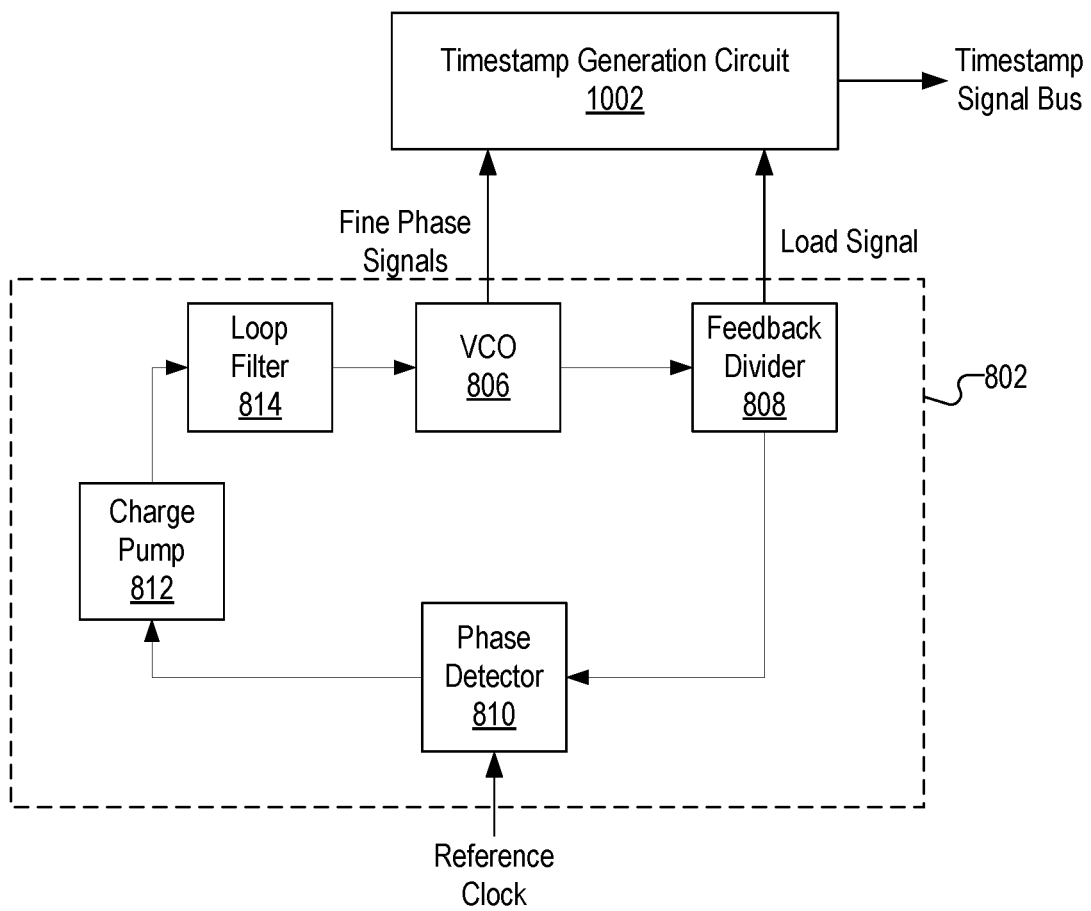 Timestamp Generation Circuit
1002
Timestamp
Signal Bus
Fine Phase
Signals
Load Signal
Loop
Filter
814
VCO
806
Feedback
Divider
808
802
Charge
Pump
812
Phase
Detector
810
Reference
Clock